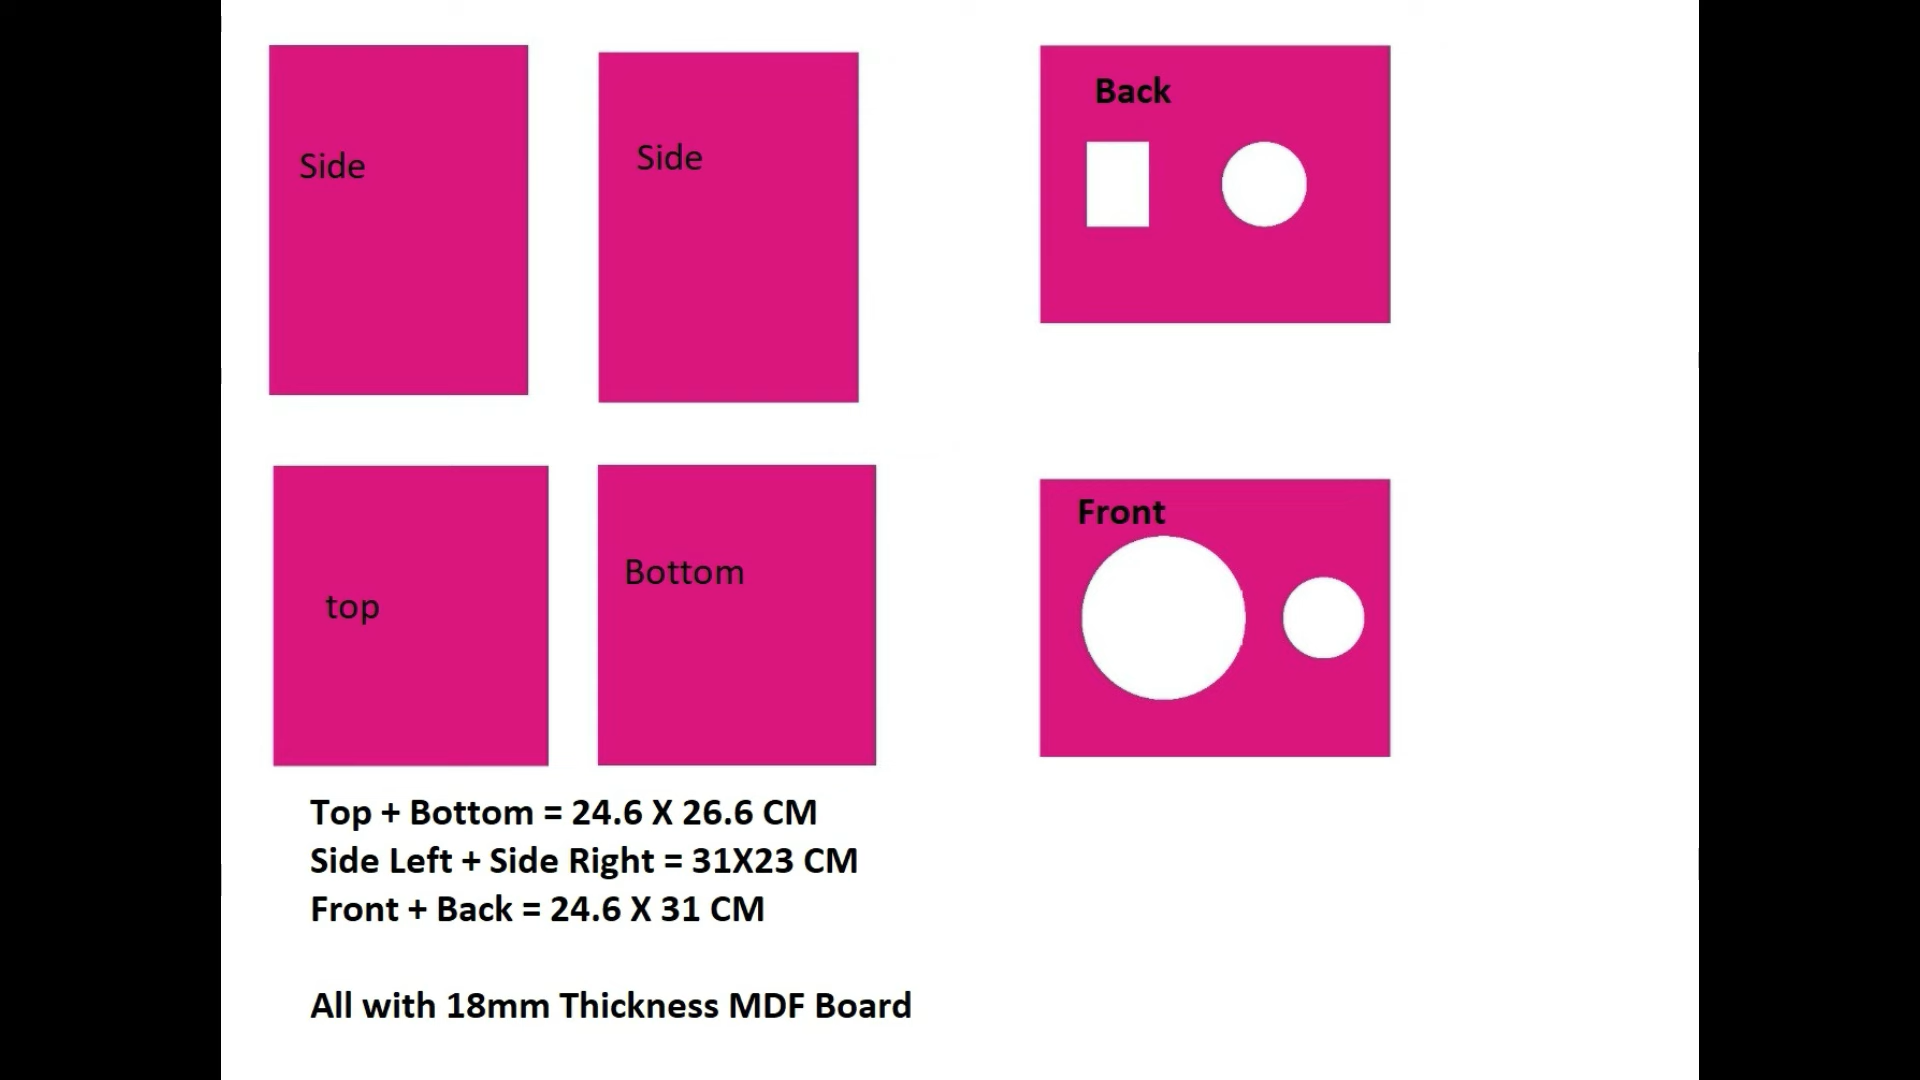 Side
Side
Back
top
Bottom
Front
Top + Bottom = 24.6 X 26.6 CM
Side Left + Side Right = 31X23 CM
Front + Back = 24.6 X 31 CM
All with 18mm Thickness MDF Board